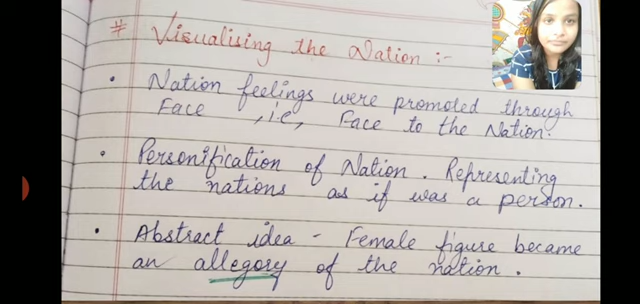 # Visualising the Nation :-
• Nation feelings were promoted through
Face , i.e, Face to the Nation.
• Personification of Nation. Representing
the nations as if was a person.
• Abstract idea - Female figure became
an allegory of the nation.